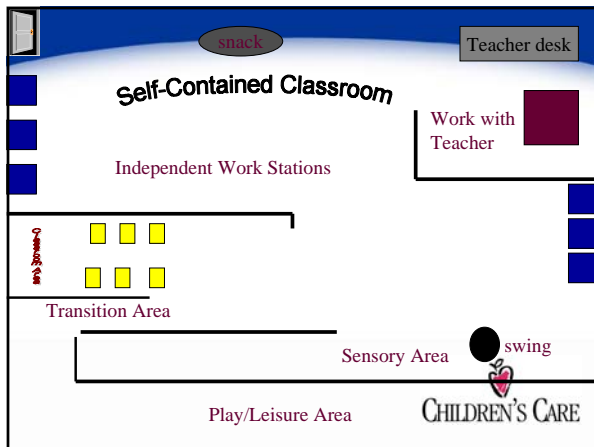 snack
Teacher desk
Self-Contained Classroom
Work with
Teacher
Independent Work Stations
Transition Area
Sensory Area
swing
Play/Leisure Area
CHILDREN'S CARE